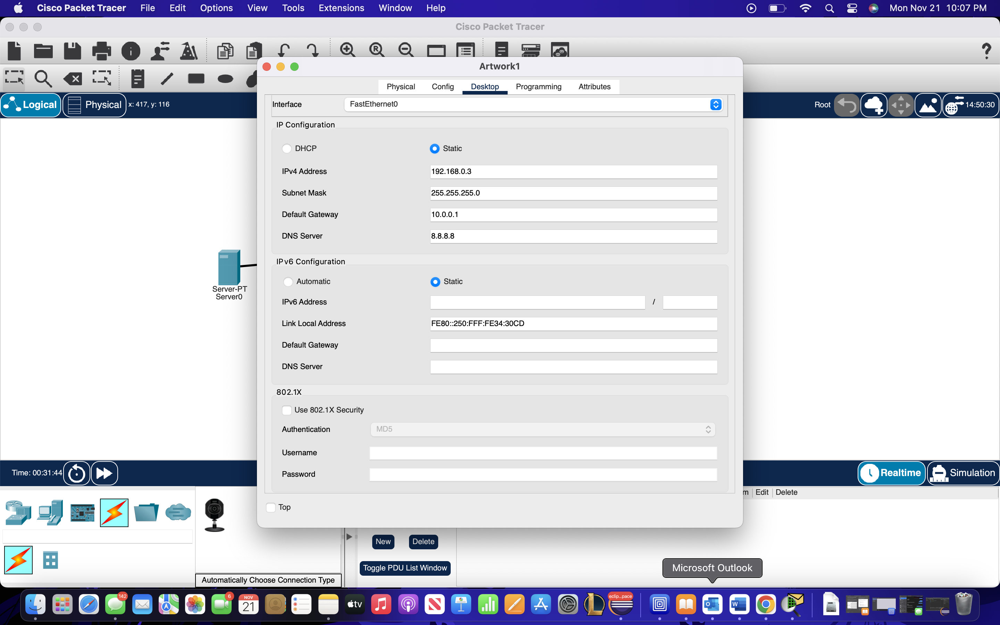 Cisco Packet Tracer File Edit Options View Tools Extensions Window Help Mon Nov 21 10:07 PM
Cisco Packet Tracer
Artwork1
Physical Config Desktop Programming Attributes
Logical Physical x: 417, y: 116
Root 14:50:30
Interface FastEthernet0
IP Configuration
DHCP Static
IPv4 Address 192.168.0.3
Subnet Mask 255.255.255.0
Default Gateway 10.0.0.1
DNS Server 8.8.8.8
IPv6 Configuration
Automatic Static
IPv6 Address /
Link Local Address FE80::250:FFF:FE34:30CD
Default Gateway
DNS Server
802.1X
Use 802.1X Security
Authentication MD5
Username
Password
Top
Server-PT
Server0
Time: 00:31:44
Realtime Simulation
m Edit Delete
New Delete
Toggle PDU List Window
Automatically Choose Connection Type
Microsoft Outlook
142
6
NOV
21
tv
eclip...pace